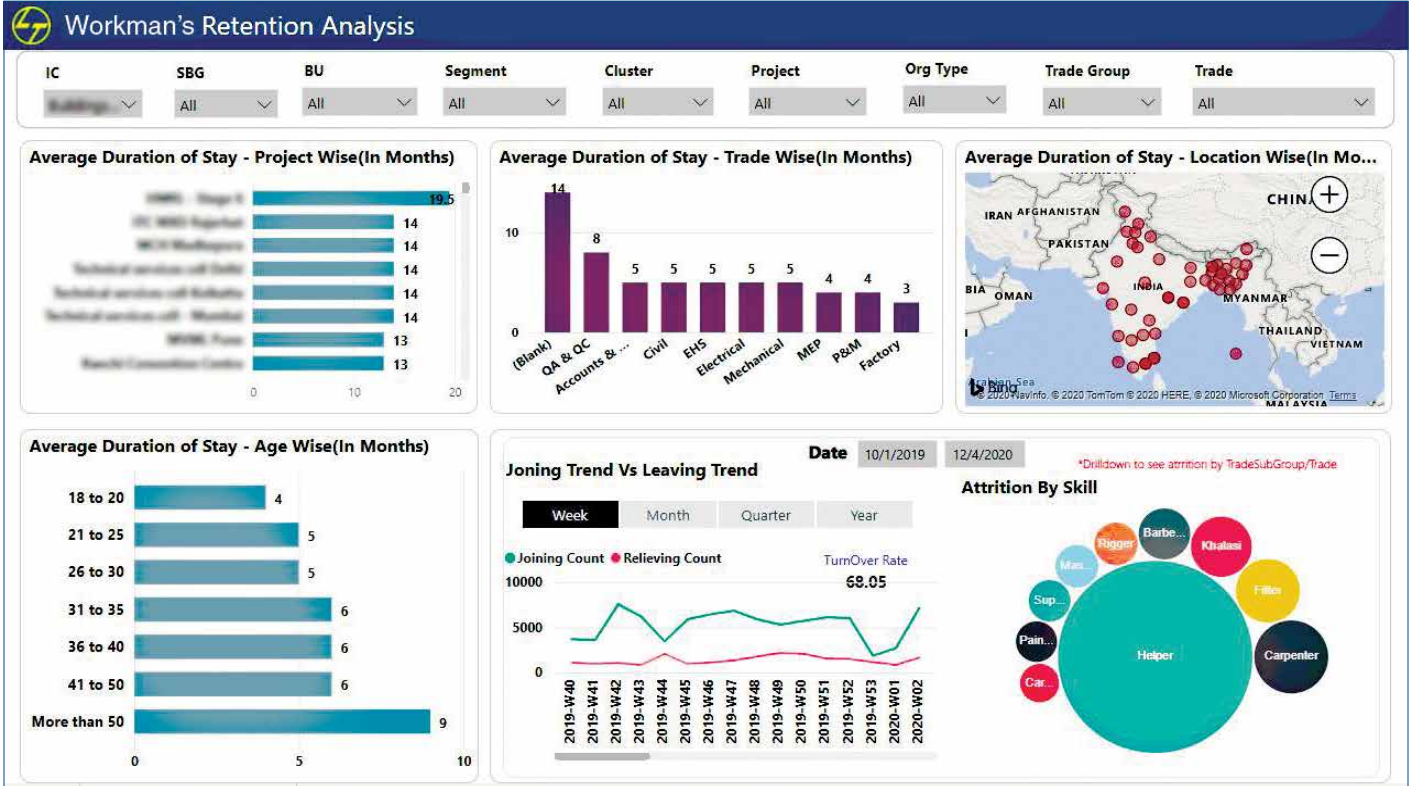 Workman's Retention Analysis
IC SBG BU Segment Cluster Project Org Type Trade Group Trade
All All All All All All All All
Average Duration of Stay - Project Wise(In Months)
19.5
14
14
14
14
14
13
13
0 10 20
Average Duration of Stay - Trade Wise(In Months)
10
0
14 8 5 5 5 5 5 4 4 3
(Blank) QA & QC Accounts & ... Civil EHS Electrical Mechanical MEP P&M Factory
Average Duration of Stay - Location Wise(In Mo...
CHIN
IRAN AFGHANISTAN
PAKISTAN
INDIA
BIA OMAN
MYANMAR
THAILAND
VIETNAM
Arabian Sea
Bing
© 2020 NavInfo, © 2020 TomTom © 2020 HERE, © 2020 Microsoft Corporation Terms
MALAYSIA
Average Duration of Stay - Age Wise(In Months)
18 to 20 4
21 to 25 5
26 to 30 5
31 to 35 6
36 to 40 6
41 to 50 6
More than 50 9
0 5 10
Date 10/1/2019 12/4/2020
Joning Trend Vs Leaving Trend
Week Month Quarter Year
Joining Count Relieving Count
TurnOver Rate
68.05
10000
5000
0
2019-W40 2019-W41 2019-W42 2019-W43 2019-W44 2019-W45 2019-W46 2019-W47 2019-W48 2019-W49 2019-W50 2019-W51 2019-W52 2019-W53 2020-W01 2020-W02
*Drilldown to see attrition by TradeSubGroup/Trade
Attrition By Skill
Barbe...
Rigger
Khalasi
Mas...
Fitter
Sup...
Pain...
Helper
Carpenter
Car...